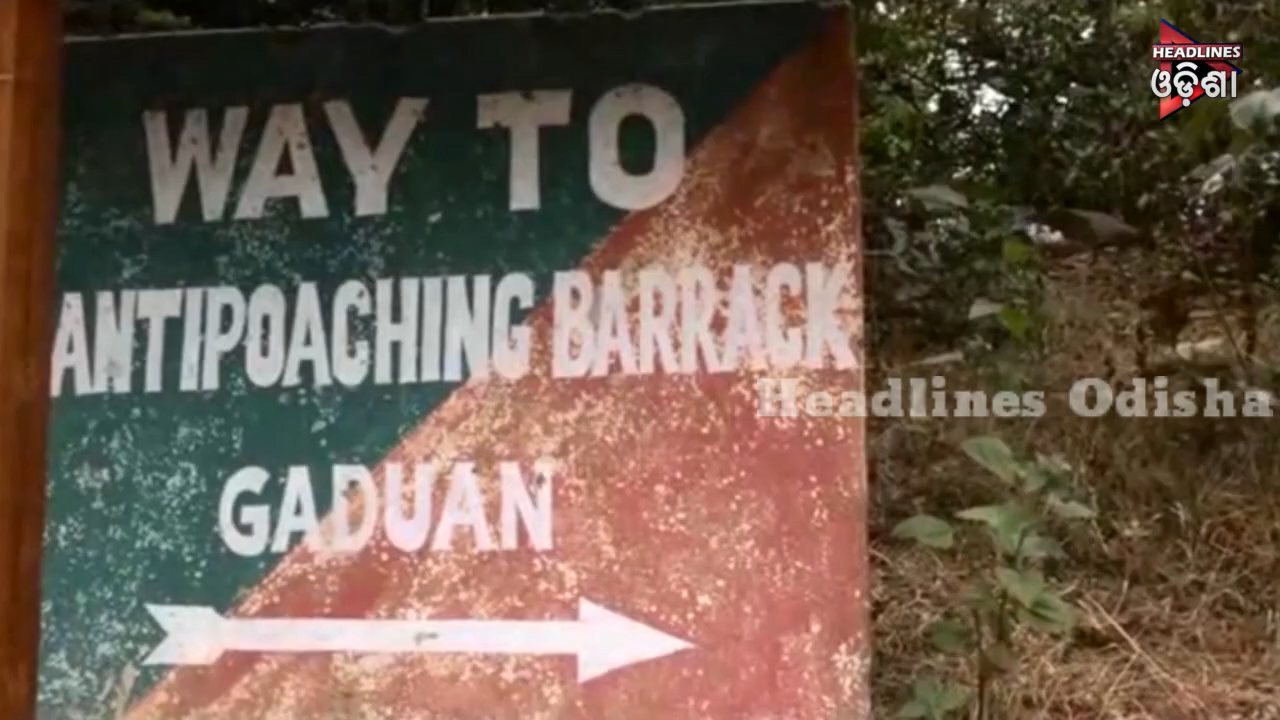 HEADLINES
ଓଡ଼ିଶା
WAY TO
ANTIPOACHING BARRACK
Headlines Odisha
GADUAN